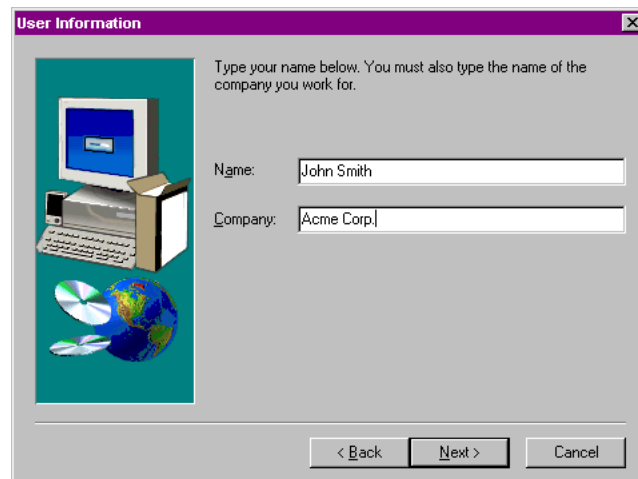 User Information
Type your name below. You must also type the name of the
company you work for.
Name:
John Smith
Company:
Acme Corp.
< Back
Next >
Cancel